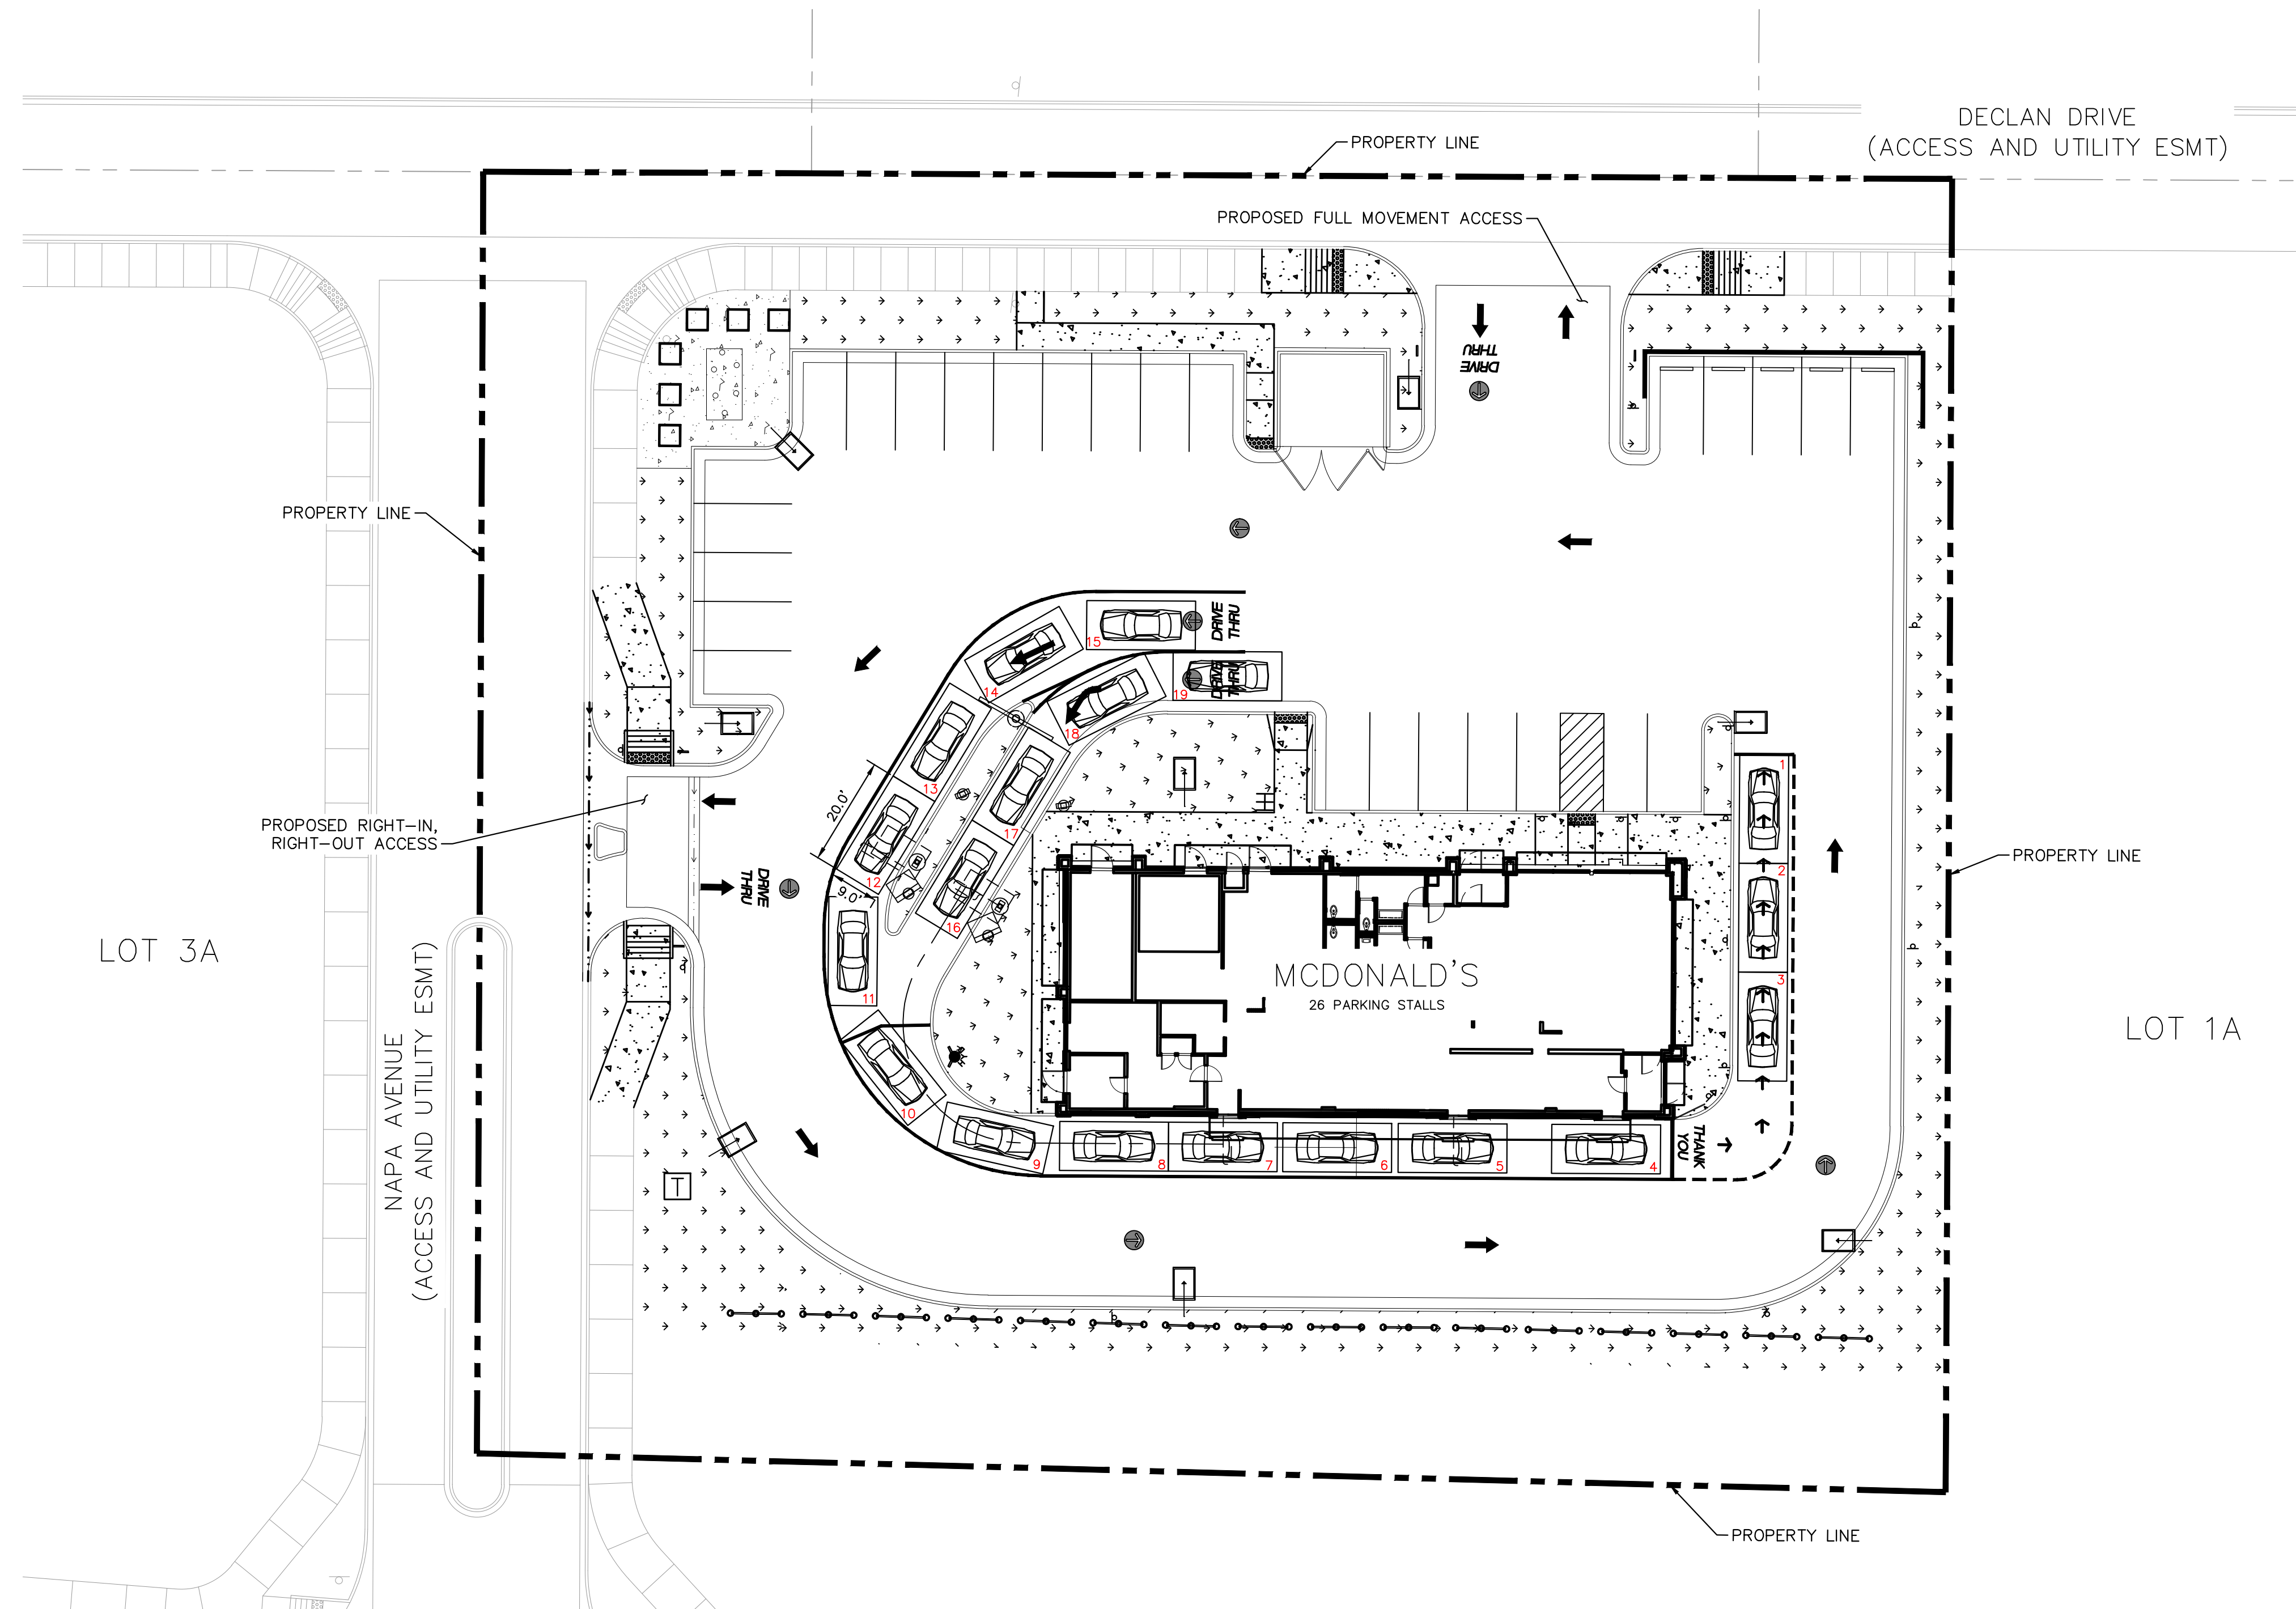 DECLAN DRIVE
(ACCESS AND UTILITY ESMT)
PROPERTY LINE
PROPOSED FULL MOVEMENT ACCESS
DRIVE
THRU
PROPERTY LINE
DRIVE
THRU
15
14
DRIVE
THRU
19
18
13
17
20.0'
12
9.0'
16
11
10
9
8
7
6
5
4
1
2
3
PROPOSED RIGHT-IN,
RIGHT-OUT ACCESS
DRIVE
THRU
PROPERTY LINE
LOT 3A
NAPA AVENUE
(ACCESS AND UTILITY ESMT)
MCDONALD'S
26 PARKING STALLS
LOT 1A
THANK
YOU
T
PROPERTY LINE